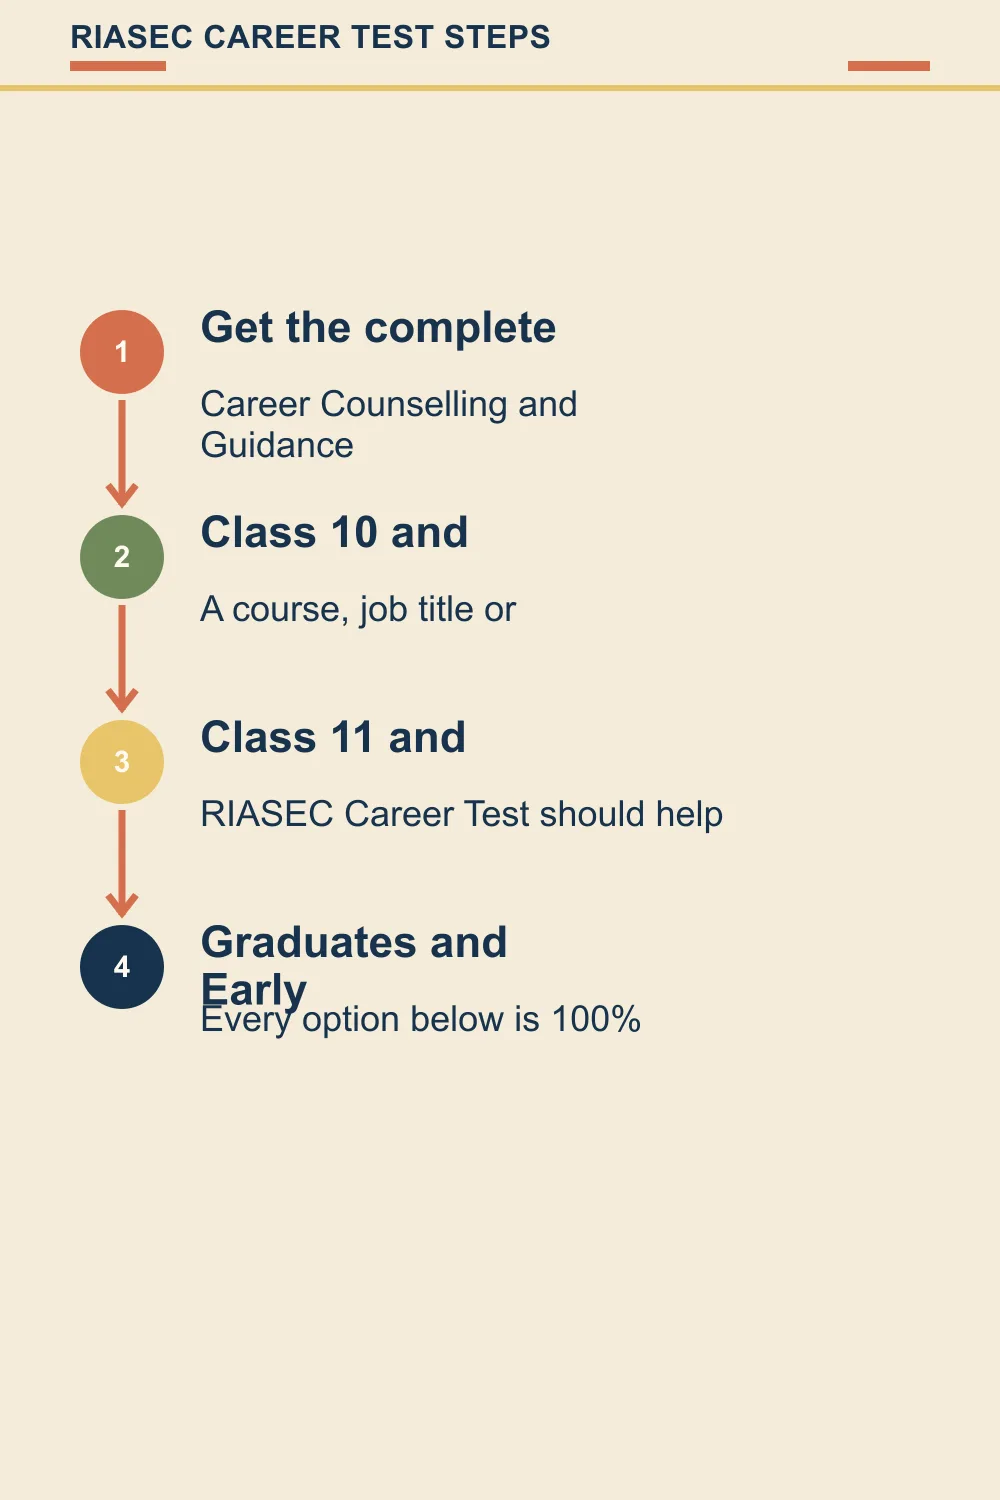 RIASEC CAREER TEST STEPS
1
Get the complete
Career Counselling and
Guidance
2
Class 10 and
A course, job title or
3
Class 11 and
RIASEC Career Test should help
4
Graduates and
Early
Every option below is 100%